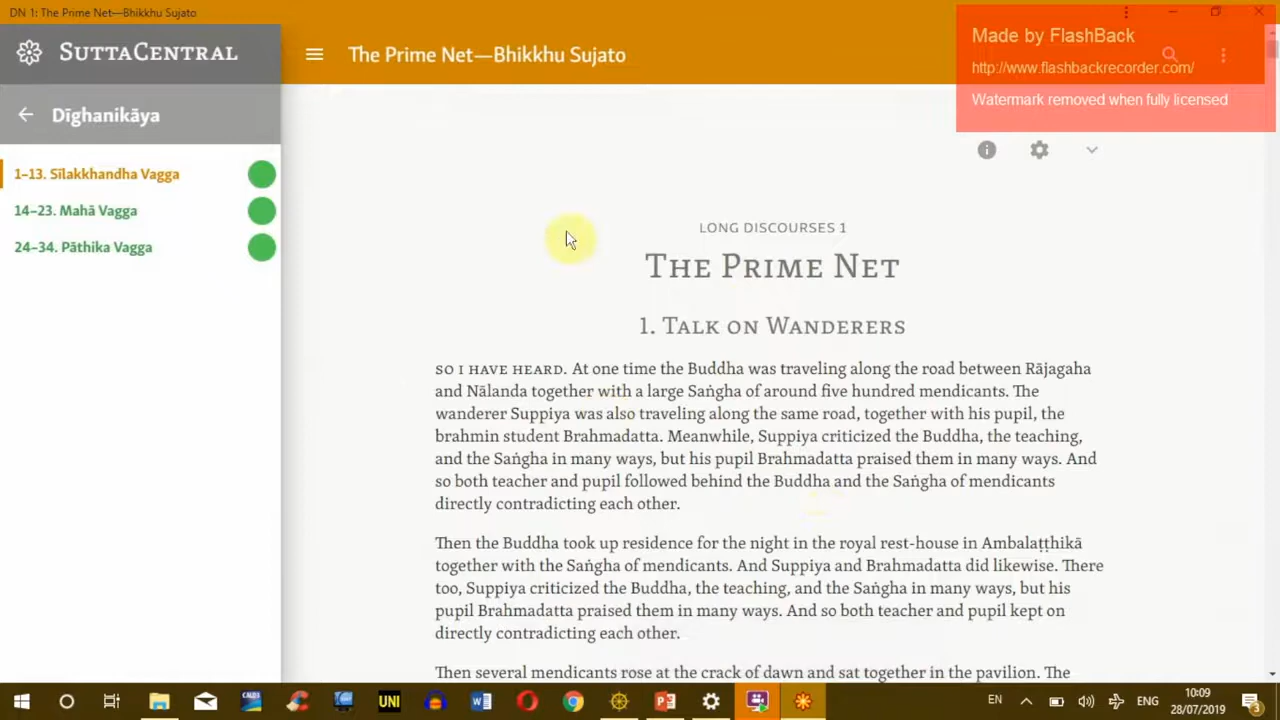 DN 1: The Prime Net—Bhikkhu Sujato
SuttaCentral
The Prime Net—Bhikkhu Sujato
Made by FlashBack
http://www.flashbackrecorder.com/
Watermark removed when fully licensed
Dīghanikāya
1–13. Sīlakkhandha Vagga
14–23. Mahā Vagga
24–34. Pāthika Vagga
LONG DISCOURSES 1
The Prime Net
1. Talk on Wanderers
SO I HAVE HEARD. At one time the Buddha was traveling along the road between Rājagaha
and Nālanda together with a large Saṅgha of around five hundred mendicants. The
wanderer Suppiya was also traveling along the same road, together with his pupil, the
brahmin student Brahmadatta. Meanwhile, Suppiya criticized the Buddha, the teaching,
and the Saṅgha in many ways, but his pupil Brahmadatta praised them in many ways. And
so both teacher and pupil followed behind the Buddha and the Saṅgha of mendicants
directly contradicting each other.
Then the Buddha took up residence for the night in the royal rest-house in Ambalaṭṭhikā
together with the Saṅgha of mendicants. And Suppiya and Brahmadatta did likewise. There
too, Suppiya criticized the Buddha, the teaching, and the Saṅgha in many ways, but his
pupil Brahmadatta praised them in many ways. And so both teacher and pupil kept on
directly contradicting each other.
Then several mendicants rose at the crack of dawn and sat together in the pavilion. The
UNI
EN
ENG
10:09
28/07/2019
3